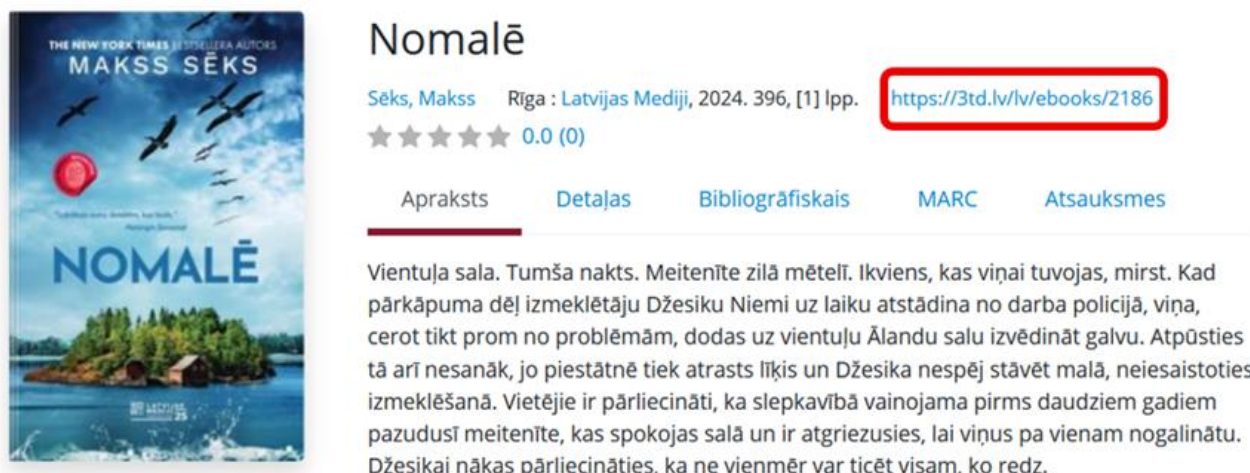 THE NEW YORK TIMES BESTSELLERA AUTORS
MAKSS SĒKS
NOMALĒ
LATVIJAS
MEDIJI 25
Nomalē
Sēks, Makss Rīga : Latvijas Mediji, 2024. 396, [1] lpp. https://3td.lv/lv/ebooks/2186
0.0 (0)
Apraksts Detaļas Bibliogrāfiskais MARC Atsauksmes
Vientuļa sala. Tumša nakts. Meitenīte zilā mētelī. Ikviens, kas viņai tuvojas, mirst. Kad
pārkāpuma dēļ izmeklētāju Džesiku Niemi uz laiku atstādina no darba policijā, viņa,
cerot tikt prom no problēmām, dodas uz vientuļu Ālandu salu izvēdināt galvu. Atpūsties
tā arī nesanāk, jo piestātnē tiek atrasts līķis un Džesika nespēj stāvēt malā, neiesaistoties
izmeklēšanā. Vietējie ir pārliecināti, ka slepkavībā vainojama pirms daudziem gadiem
pazudusī meitenīte, kas spokojas salā un ir atgriezusies, lai viņus pa vienam nogalinātu.
Džesikai nākas pārliecināties, ka ne vienmēr var ticēt visam, ko redz.